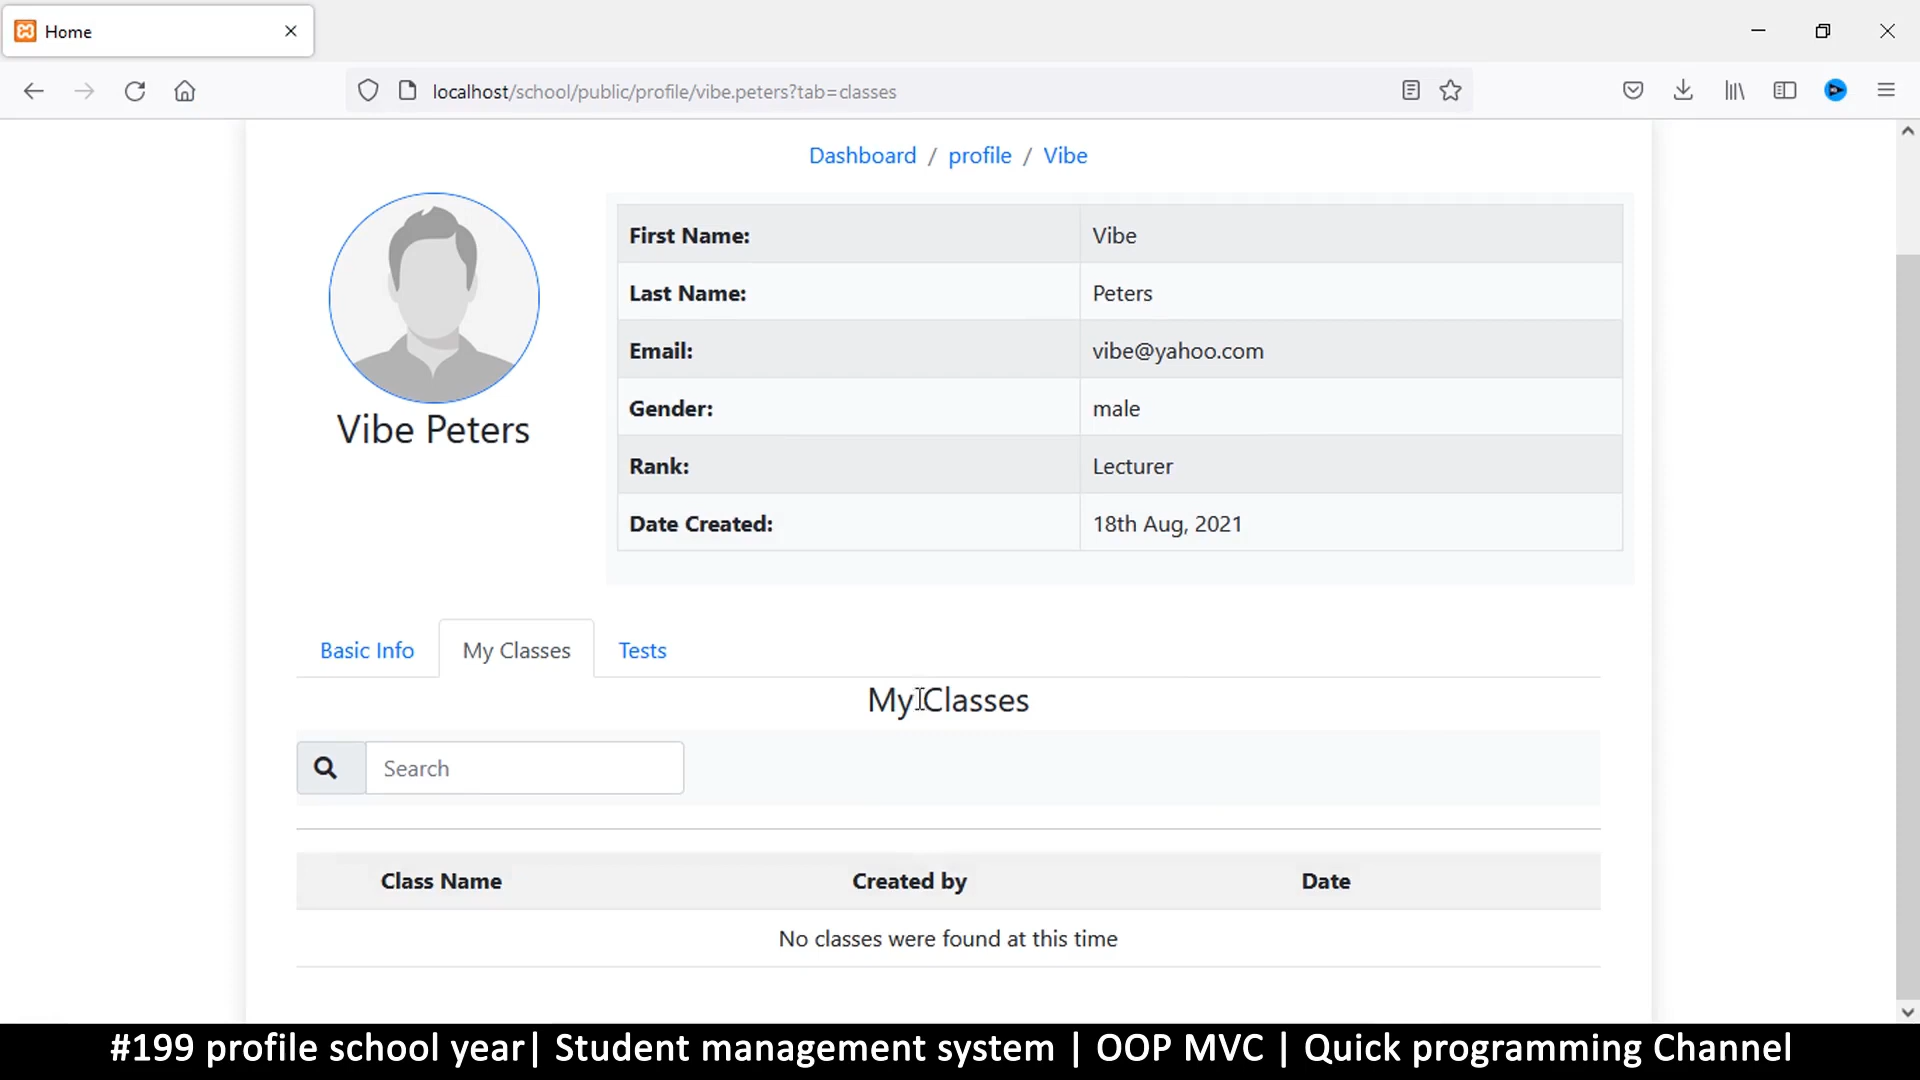 Home
localhost/school/public/profile/vibe.peters?tab=classes
Dashboard / profile / Vibe
First Name: Vibe
Last Name: Peters
Email: vibe@yahoo.com
Gender: male
Rank: Lecturer
Date Created: 18th Aug, 2021
Vibe Peters
Basic Info My Classes Tests
My Classes
Search
Class Name Created by Date
No classes were found at this time
#199 profile school year| Student management system | OOP MVC | Quick programming Channel